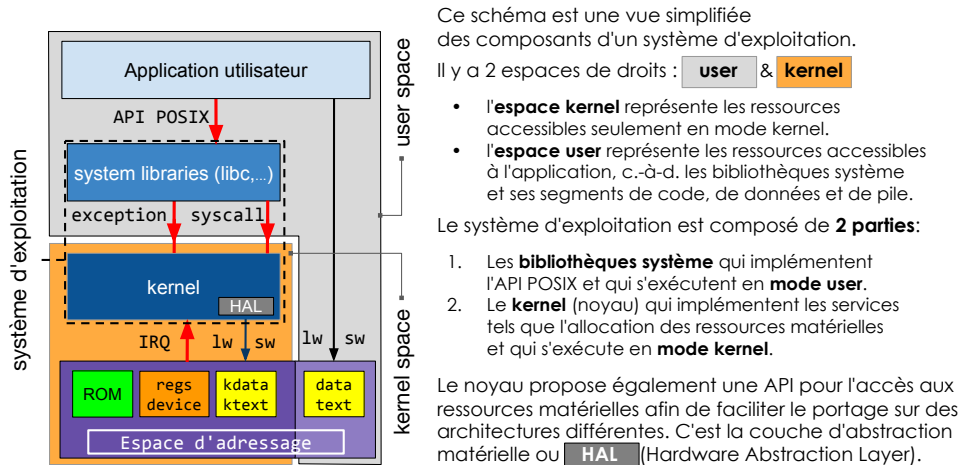 Application utilisateur
API POSIX
system libraries (libc,...)
exception syscall
kernel
HAL
IRQ lw sw lw sw
ROM
regs
device
kdata
ktext
data
text
Espace d'adressage
système d'exploitation
user space
kernel space
Ce schéma est une vue simplifiée
des composants d'un système d'exploitation.
Il y a 2 espaces de droits : user & kernel
• l'espace kernel représente les ressources
accessibles seulement en mode kernel.
• l'espace user représente les ressources accessibles
à l'application, c.-à-d. les bibliothèques système
et ses segments de code, de données et de pile.
Le système d'exploitation est composé de 2 parties:
1. Les bibliothèques système qui implémentent
l'API POSIX et qui s'exécutent en mode user.
2. Le kernel (noyau) qui implémentent les services
tels que l'allocation des ressources matérielles
et qui s'exécute en mode kernel.
Le noyau propose également une API pour l'accès aux
ressources matérielles afin de faciliter le portage sur des
architectures différentes. C'est la couche d'abstraction
matérielle ou HAL (Hardware Abstraction Layer).